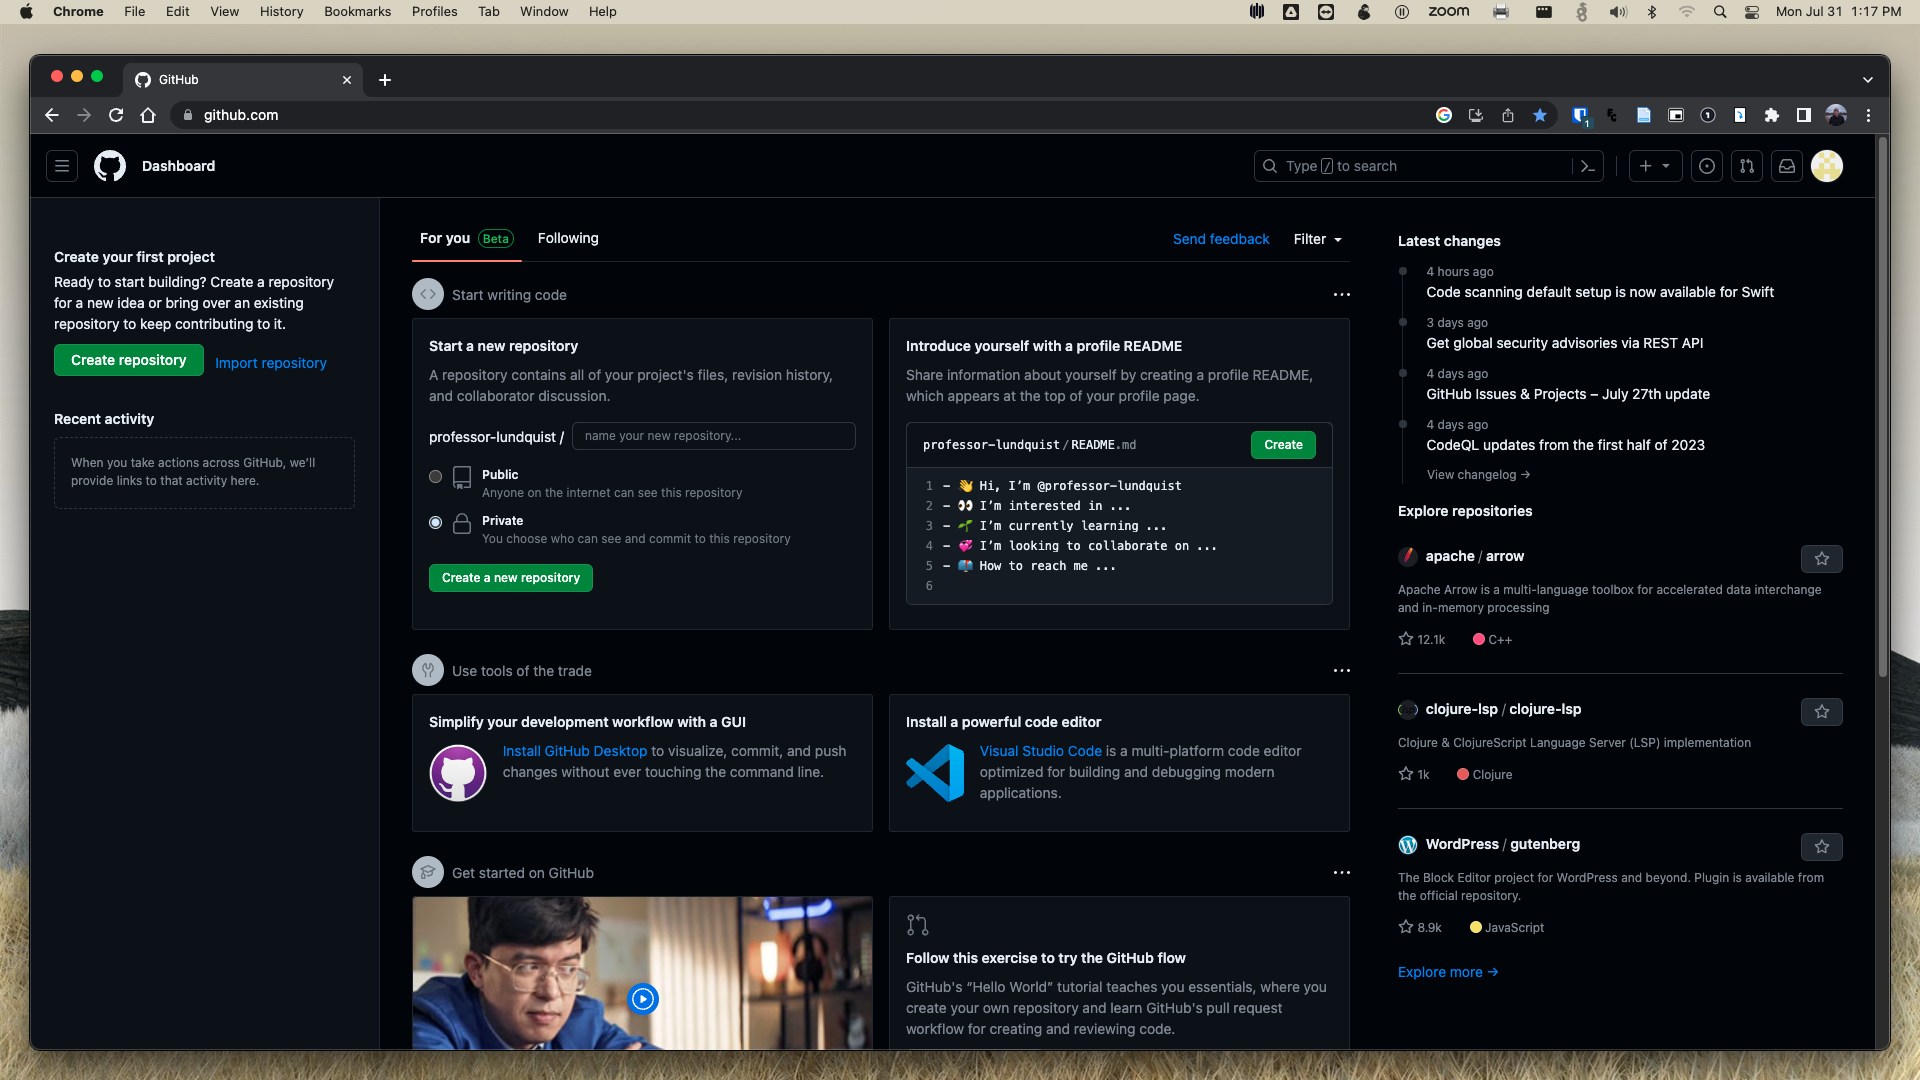 Chrome File Edit View History Bookmarks Profiles Tab Window Help
zoom
Mon Jul 31 1:17 PM
GitHub
github.com
1
Dashboard
Type / to search
Create your first project
Ready to start building? Create a repository
for a new idea or bring over an existing
repository to keep contributing to it.
Create repository
Import repository
Recent activity
When you take actions across GitHub, we'll
provide links to that activity here.
For you Beta
Following
Send feedback
Filter
Start writing code
Start a new repository
A repository contains all of your project's files, revision history,
and collaborator discussion.
professor-lundquist /
name your new repository...
Public
Anyone on the internet can see this repository
Private
You choose who can see and commit to this repository
Create a new repository
Introduce yourself with a profile README
Share information about yourself by creating a profile README,
which appears at the top of your profile page.
professor-lundquist / README.md
Create
1 - 👋 Hi, I’m @professor-lundquist
2 - 👀 I’m interested in ...
3 - 🌱 I’m currently learning ...
4 - 💞️ I’m looking to collaborate on ...
5 - 📫 How to reach me ...
6
Use tools of the trade
Simplify your development workflow with a GUI
Install GitHub Desktop to visualize, commit, and push
changes without ever touching the command line.
Install a powerful code editor
Visual Studio Code is a multi-platform code editor
optimized for building and debugging modern
applications.
Get started on GitHub
Follow this exercise to try the GitHub flow
GitHub's “Hello World” tutorial teaches you essentials, where you
create your own repository and learn GitHub's pull request
workflow for creating and reviewing code.
Latest changes
4 hours ago
Code scanning default setup is now available for Swift
3 days ago
Get global security advisories via REST API
4 days ago
GitHub Issues & Projects – July 27th update
4 days ago
CodeQL updates from the first half of 2023
View changelog →
Explore repositories
apache / arrow
Apache Arrow is a multi-language toolbox for accelerated data interchange
and in-memory processing
12.1k
C++
clojure-lsp / clojure-lsp
Clojure & ClojureScript Language Server (LSP) implementation
1k
Clojure
WordPress / gutenberg
The Block Editor project for WordPress and beyond. Plugin is available from
the official repository.
8.9k
JavaScript
Explore more →